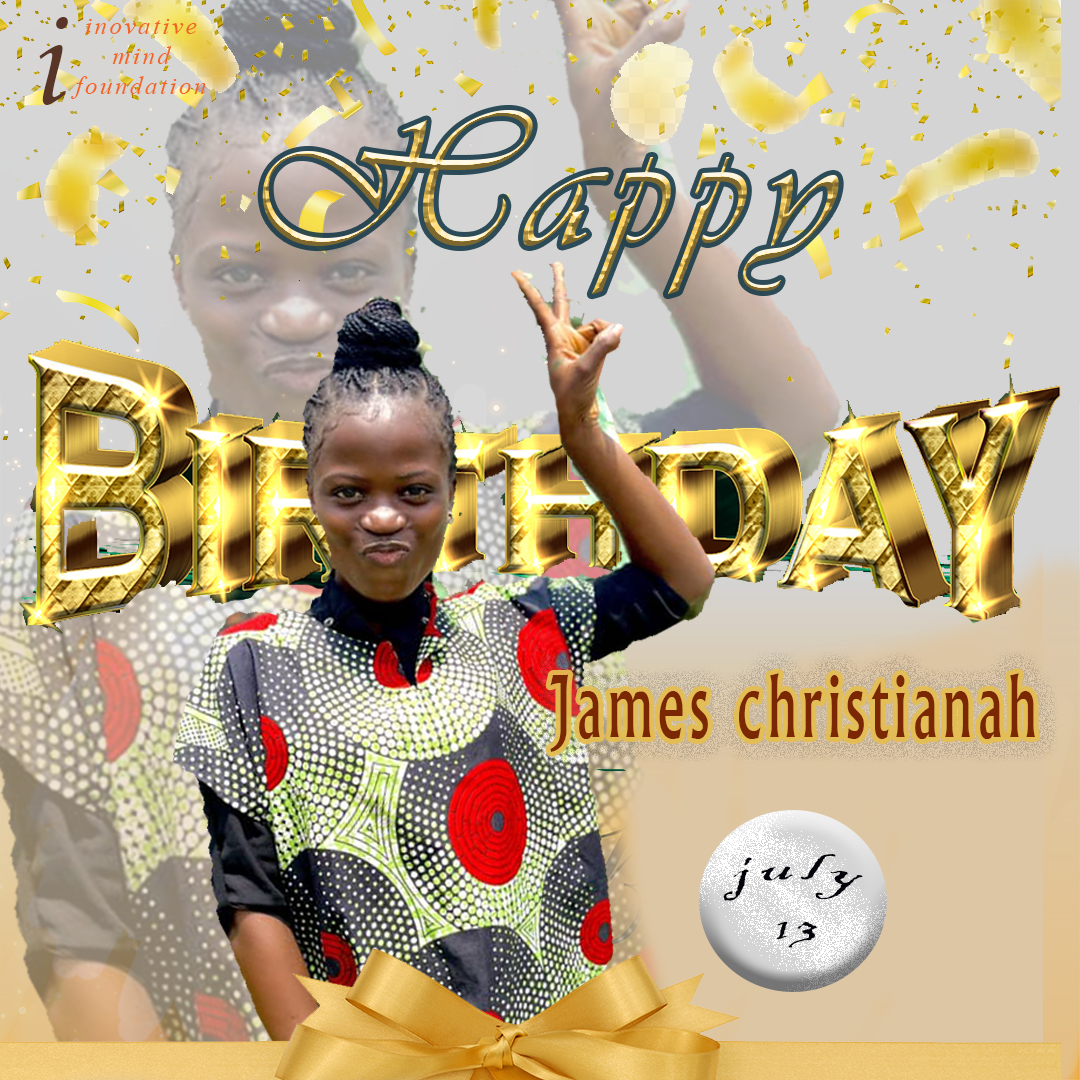 i inovative
mind
foundation
Happy
BIRTHDAY
James christianah
july
13